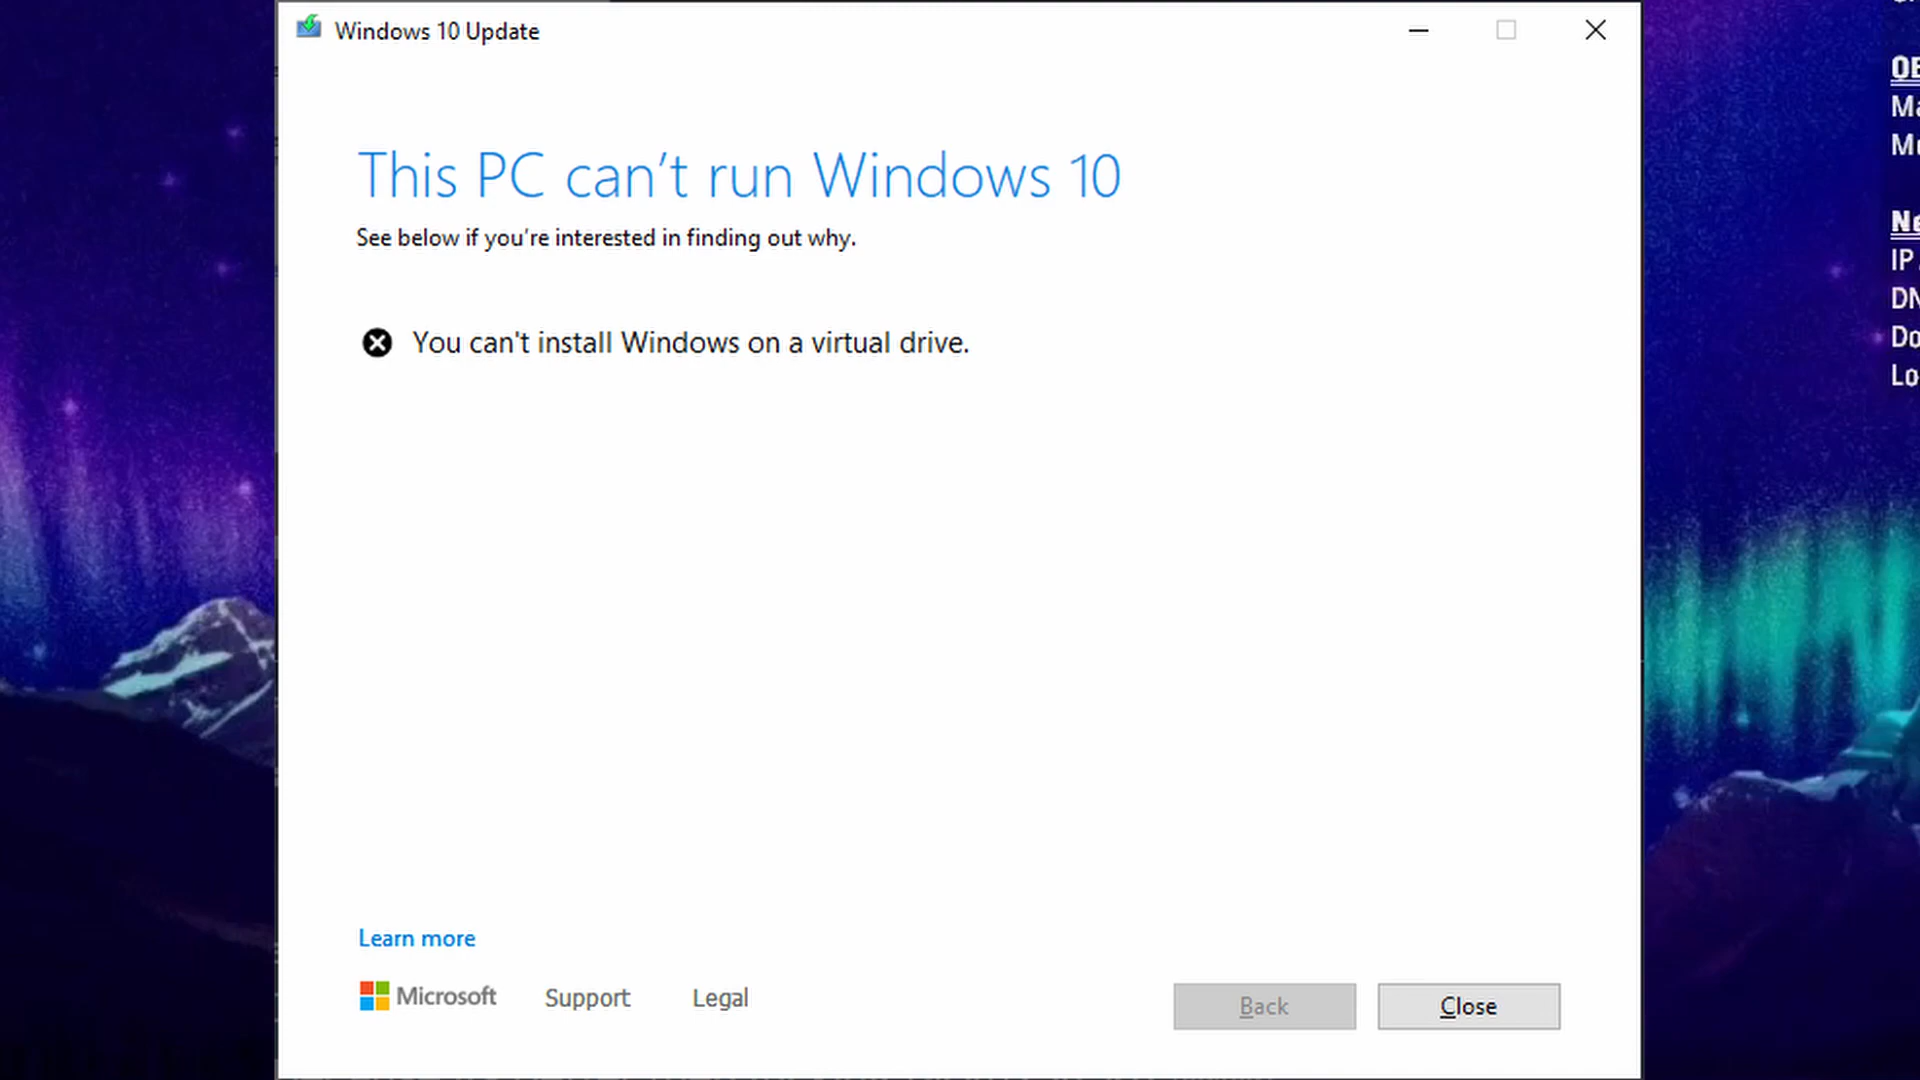 Windows 10 Update
This PC can’t run Windows 10
See below if you’re interested in finding out why.
You can't install Windows on a virtual drive.
Learn more
Microsoft
Support
Legal
Back
Close
IP